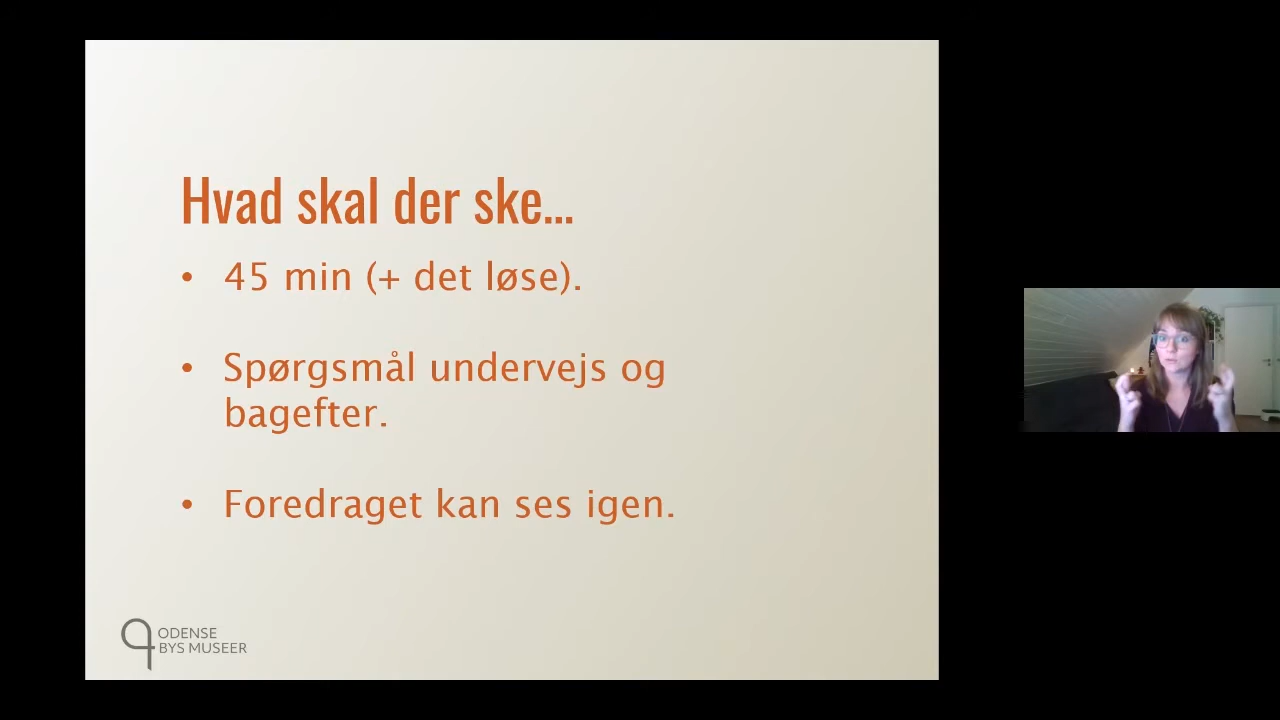 Hvad skal der ske...
• 45 min (+ det løse).
• Spørgsmål undervejs og
bagefter.
• Foredraget kan ses igen.
ODENSE
BYS MUSEER